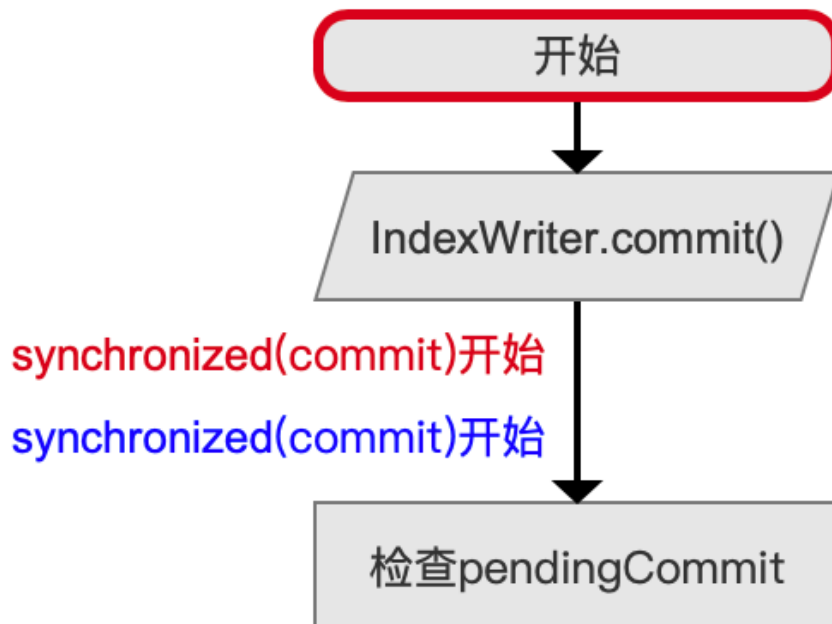 开始
IndexWriter.commit()
synchronized(commit)开始
synchronized(commit)开始
检查pendingCommit